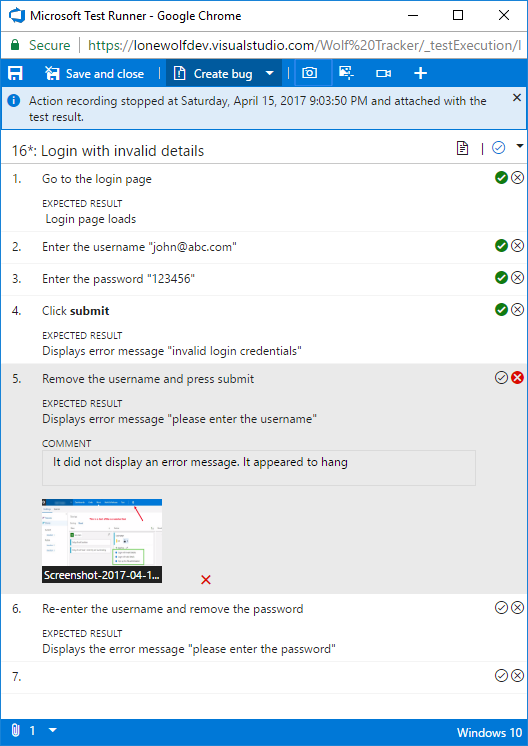 Microsoft Test Runner - Google Chrome
Secure https://lonewolfdev.visualstudio.com/Wolf%20Tracker/_testExecution/I
Save and close Create bug
Action recording stopped at Saturday, April 15, 2017 9:03:50 PM and attached with the
test result.
16*: Login with invalid details
1. Go to the login page
EXPECTED RESULT
Login page loads
2. Enter the username "john@abc.com"
3. Enter the password "123456"
4. Click submit
EXPECTED RESULT
Displays error message "invalid login credentials"
5. Remove the username and press submit
EXPECTED RESULT
Displays error message "please enter the username"
COMMENT
It did not display an error message. It appeared to hang
Screenshot-2017-04-1...
6. Re-enter the username and remove the password
EXPECTED RESULT
Displays the error message "please enter the password"
7.
1 Windows 10